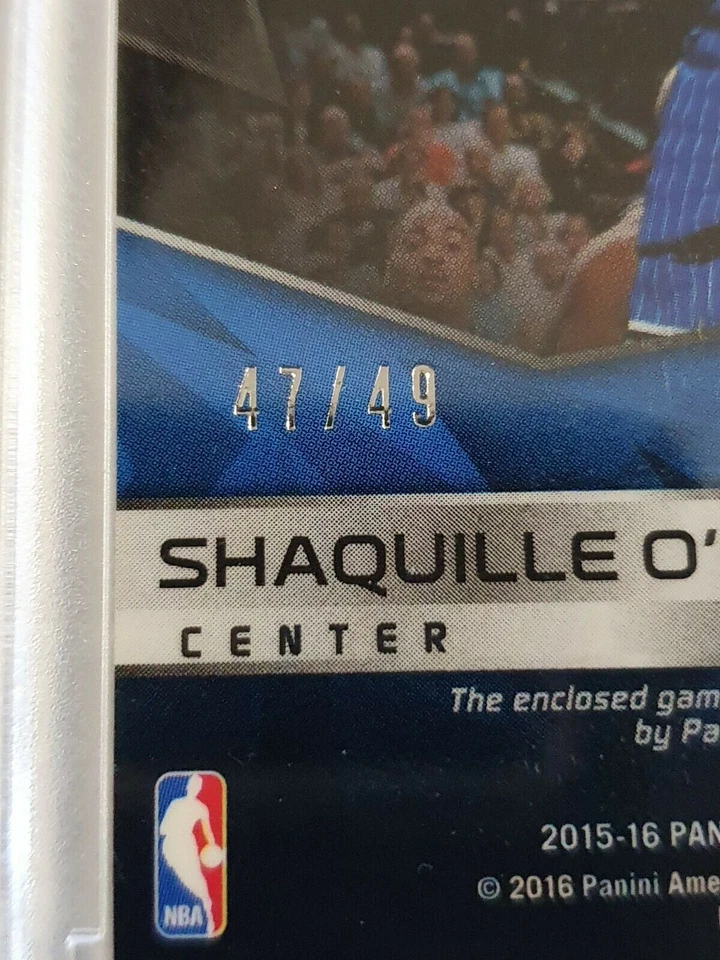 47/49
SHAQUILLE O'
CENTER
The enclosed gam
by Pa
2015-16 PAN
© 2016 Panini Ame
NBA